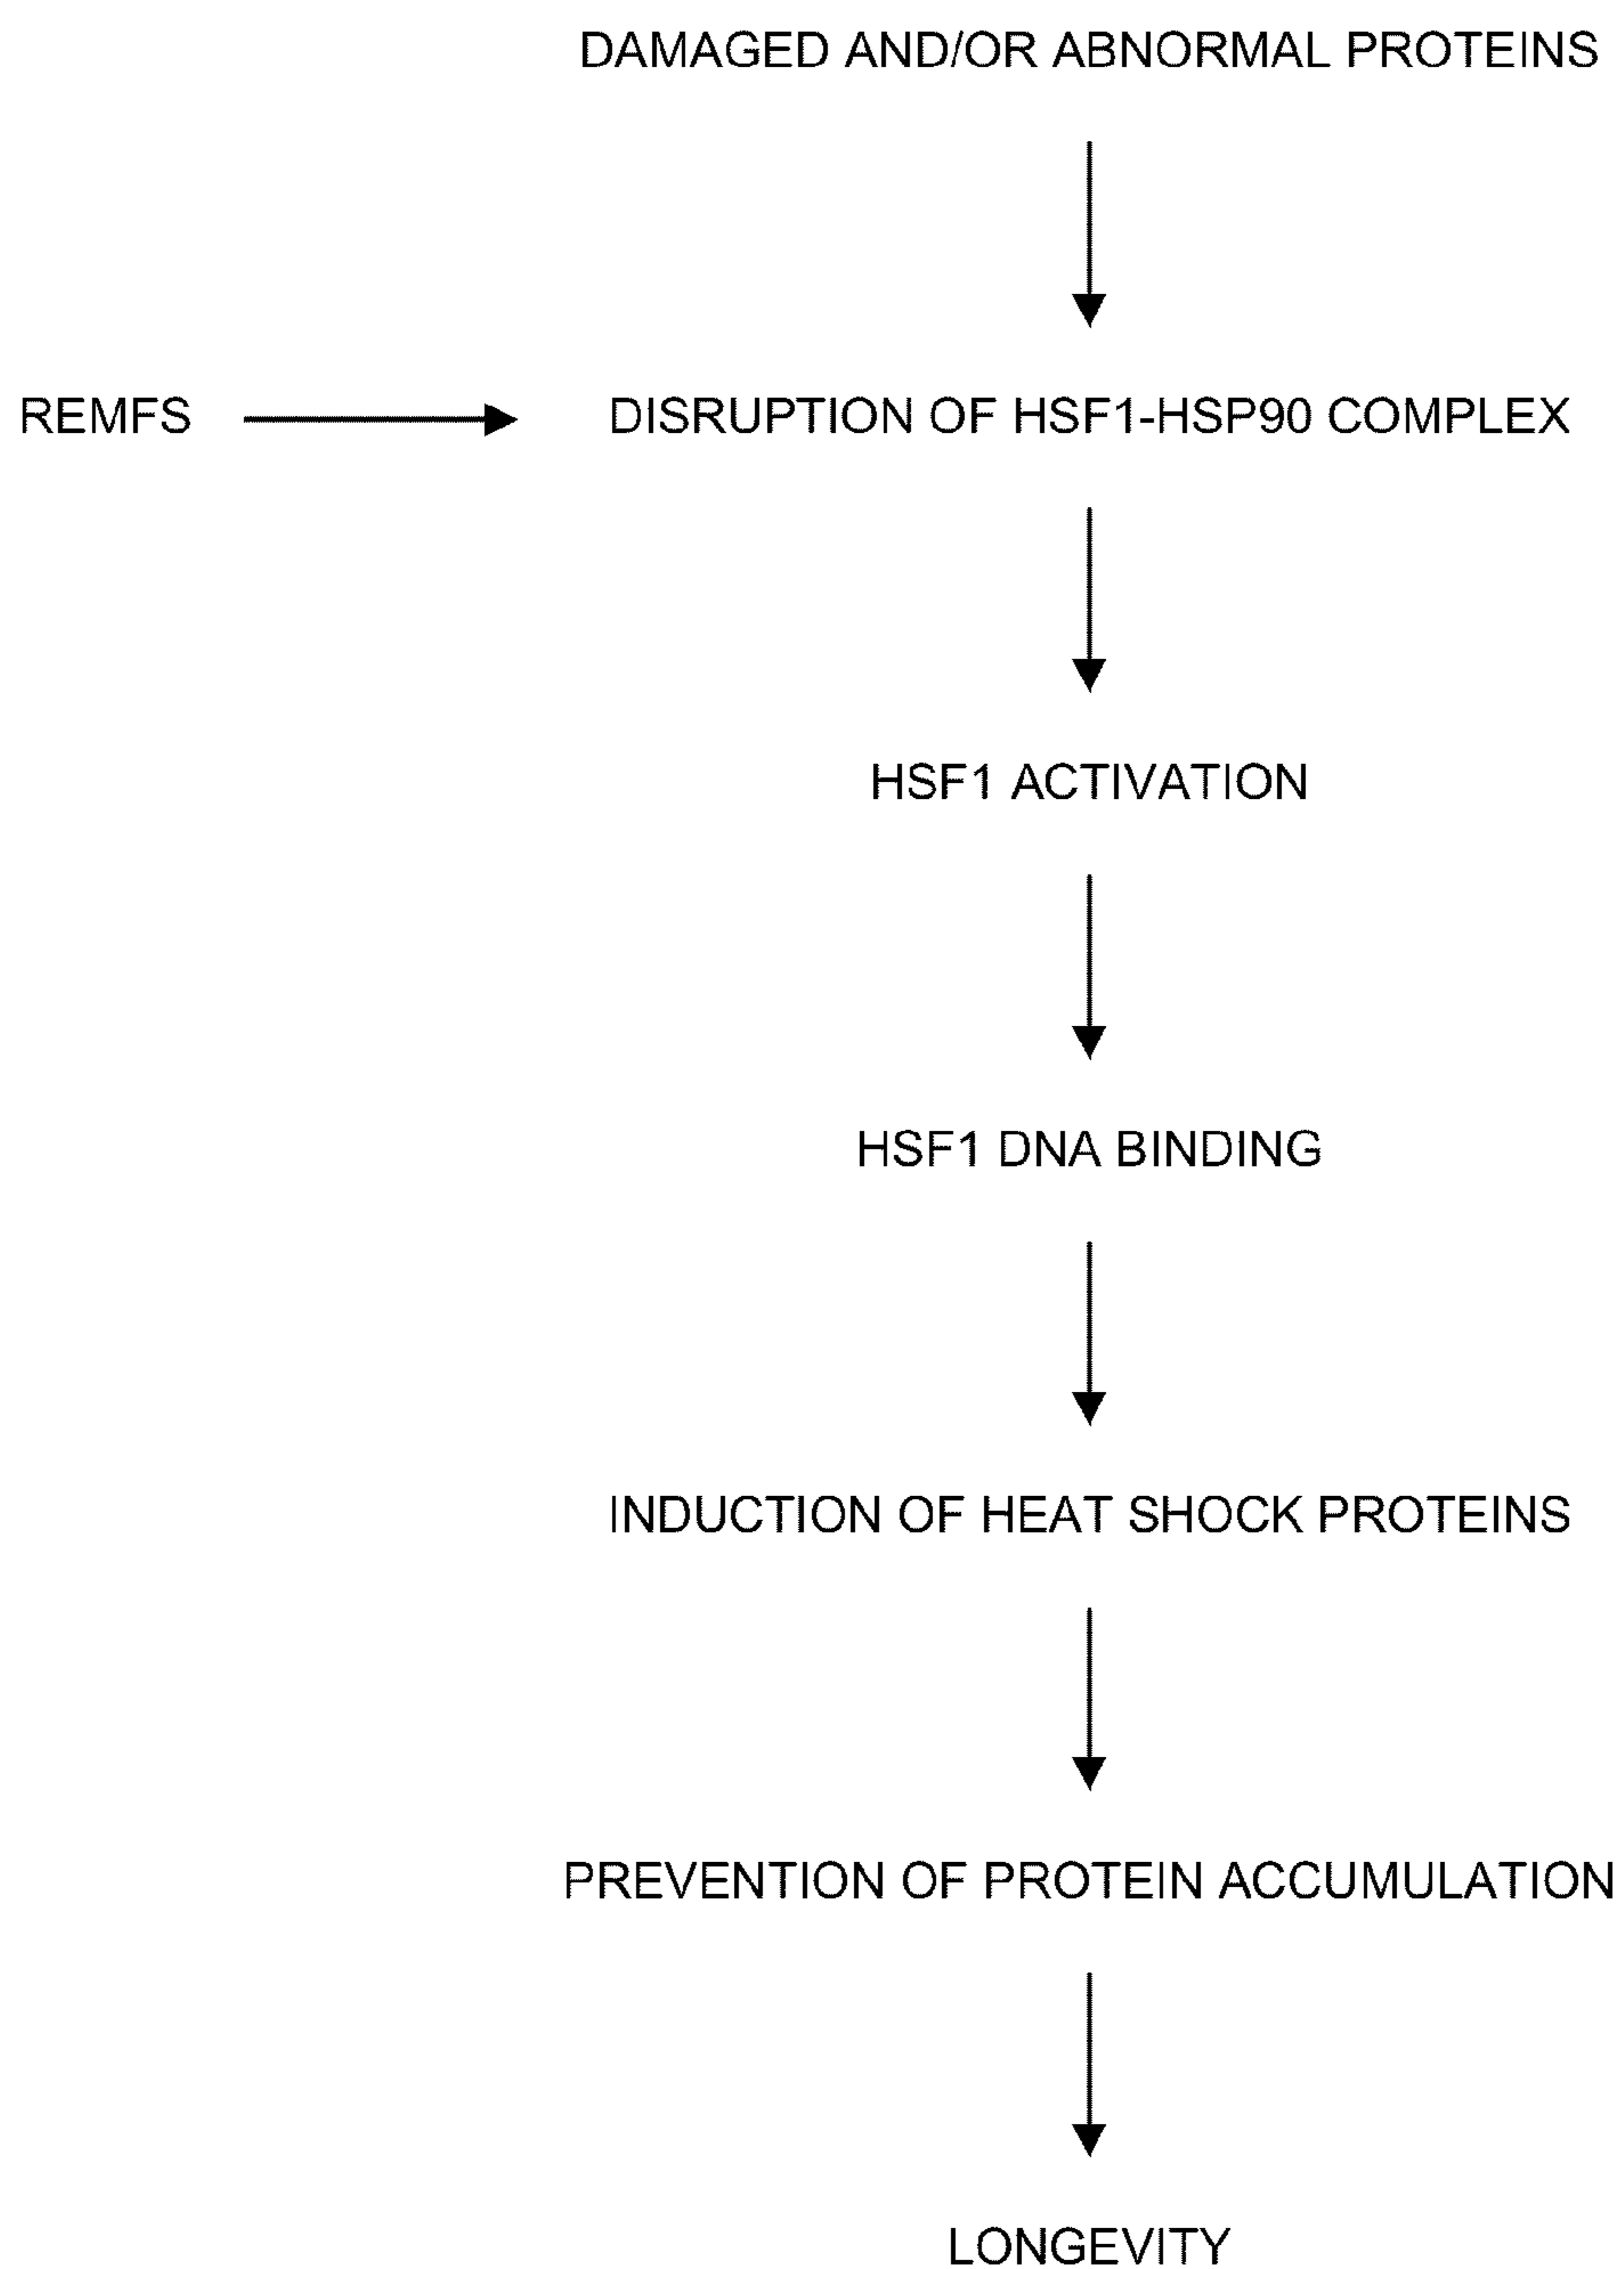 DAMAGED AND/OR ABNORMAL PROTEINS
REMFS
DISRUPTION OF HSF1-HSP90 COMPLEX
HSF1 ACTIVATION
HSF1 DNA BINDING
INDUCTION OF HEAT SHOCK PROTEINS
PREVENTION OF PROTEIN ACCUMULATION
LONGEVITY